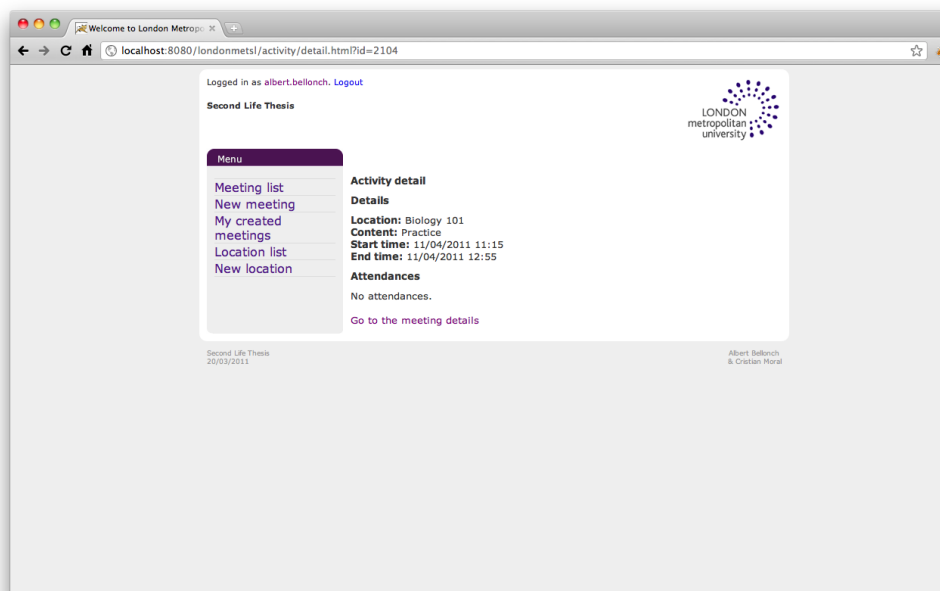 Welcome to London Metropo
localhost:8080/londonmetsl/activity/detail.html?id=2104
Logged in as albert.bellonch. Logout
Second Life Thesis
LONDON
metropolitan
university
Menu
Meeting list
New meeting
My created
meetings
Location list
New location
Activity detail
Details
Location: Biology 101
Content: Practice
Start time: 11/04/2011 11:15
End time: 11/04/2011 12:55
Attendances
No attendances.
Go to the meeting details
Second Life Thesis
20/03/2011
Albert Bellonch
& Cristian Moral